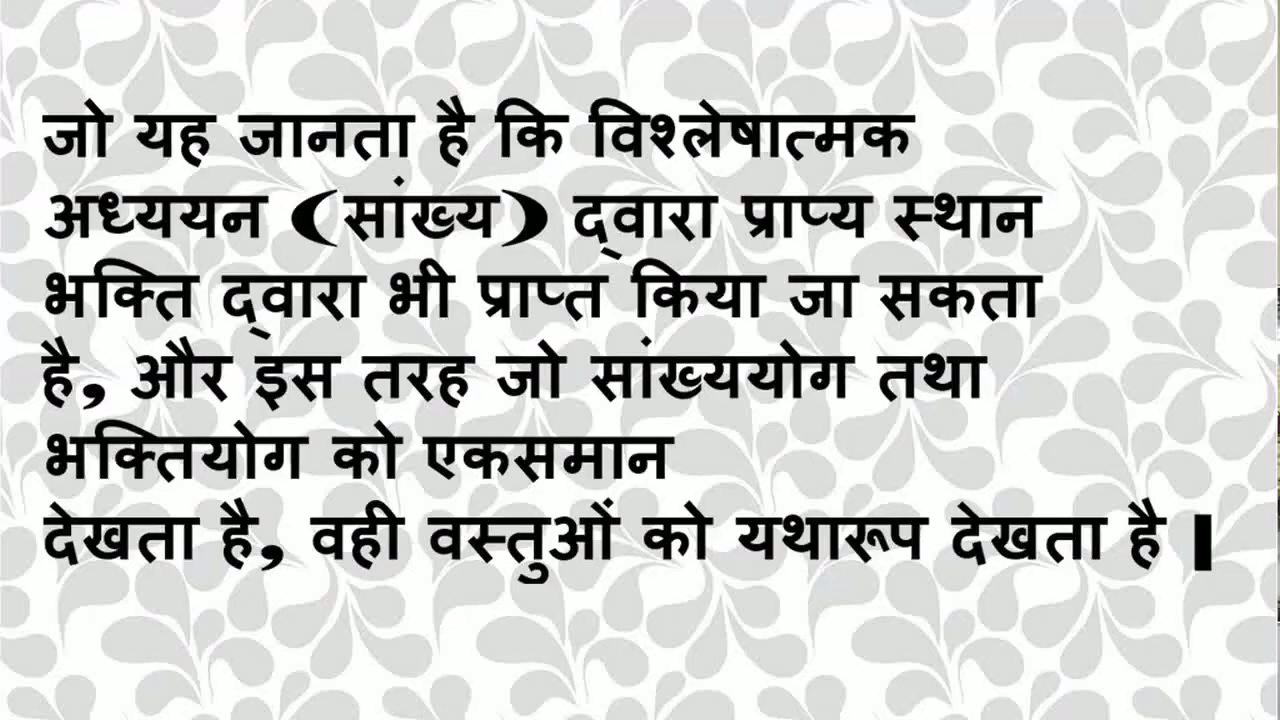 जो यह जानता है कि विश्लेषात्मक
अध्ययन (सांख्य) द्वारा प्राप्य स्थान
भक्ति द्वारा भी प्राप्त किया जा सकता
है, और इस तरह जो सांख्ययोग तथा
भक्तियोग को एकसमान
देखता है, वही वस्तुओं को यथारूप देखता है |